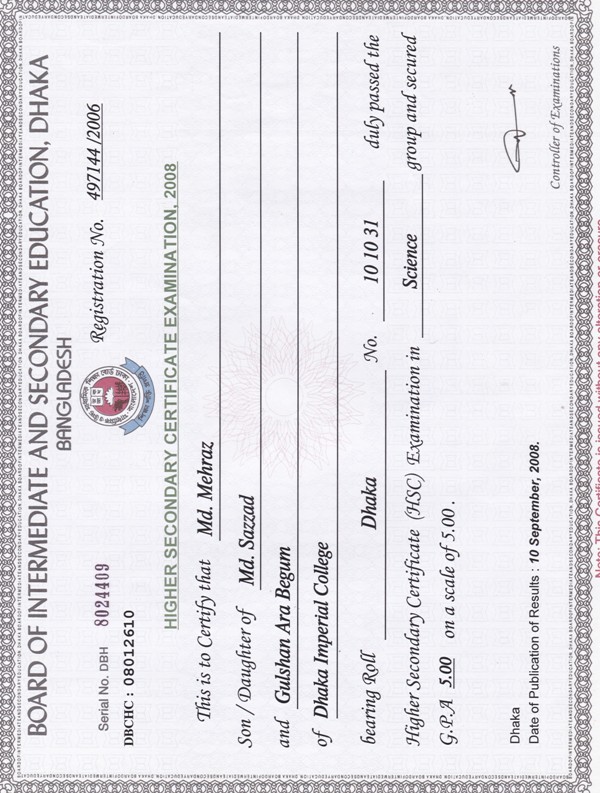 BOARD OF INTERMEDIATE AND SECONDARY EDUCATION, DHAKA
BANGLADESH
Serial No. DBH 8024409
Registration No. 497144/2006
DBCHC : 08012610
HIGHER SECONDARY CERTIFICATE EXAMINATION, 2008
This is to Certify that Md. Mehraz
Son / Daughter of Md. Sazzad
and Gulshan Ara Begum
of Dhaka Imperial College
bearing Roll Dhaka No. 10 10 31 duly passed the
Higher Secondary Certificate (HSC) Examination in Science group and secured
G.P.A 5.00 on a scale of 5.00 .
Dhaka
Date of Publication of Results : 10 September, 2008.
Controller of Examinations
Note: This Certificate is issued without any alteration or erasure